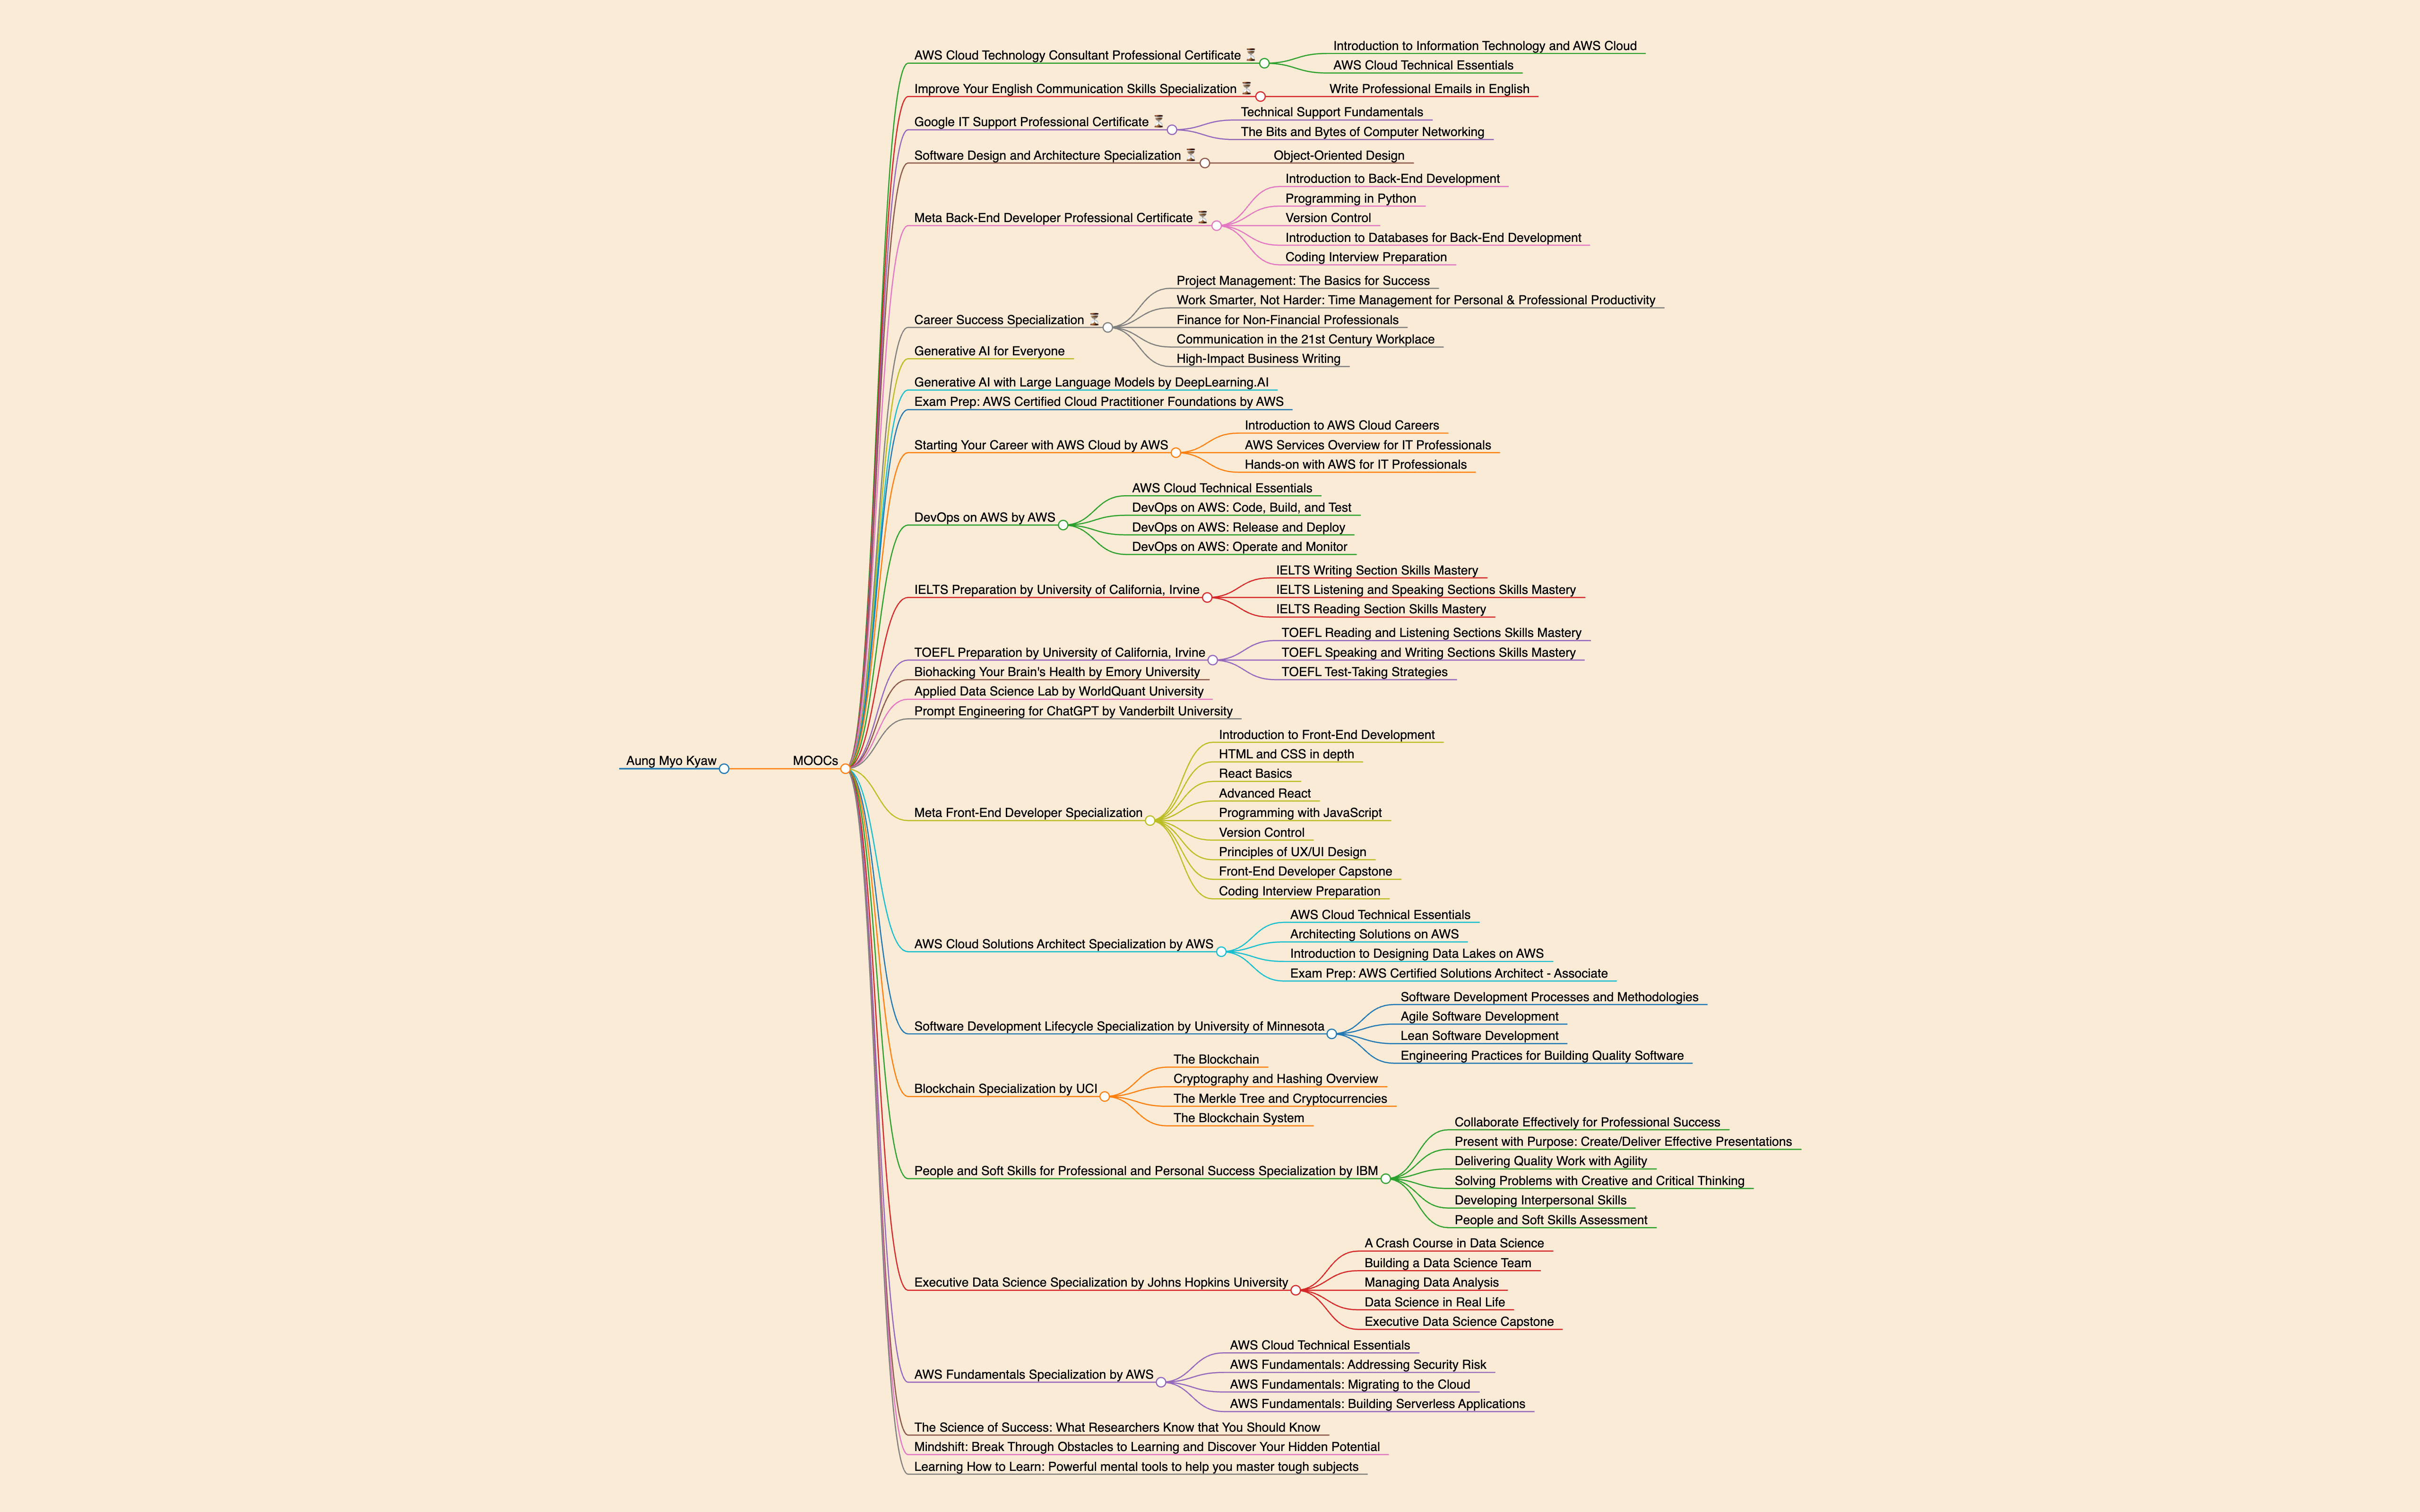 Aung Myo Kyaw
MOOCs
AWS Cloud Technology Consultant Professional Certificate ⏳
Introduction to Information Technology and AWS Cloud
AWS Cloud Technical Essentials
Improve Your English Communication Skills Specialization ⏳
Write Professional Emails in English
Google IT Support Professional Certificate ⏳
Technical Support Fundamentals
The Bits and Bytes of Computer Networking
Software Design and Architecture Specialization ⏳
Object-Oriented Design
Meta Back-End Developer Professional Certificate ⏳
Introduction to Back-End Development
Programming in Python
Version Control
Introduction to Databases for Back-End Development
Coding Interview Preparation
Career Success Specialization ⏳
Project Management: The Basics for Success
Work Smarter, Not Harder: Time Management for Personal & Professional Productivity
Finance for Non-Financial Professionals
Communication in the 21st Century Workplace
High-Impact Business Writing
Generative AI for Everyone
Generative AI with Large Language Models by DeepLearning.AI
Exam Prep: AWS Certified Cloud Practitioner Foundations by AWS
Starting Your Career with AWS Cloud by AWS
Introduction to AWS Cloud Careers
AWS Services Overview for IT Professionals
Hands-on with AWS for IT Professionals
DevOps on AWS by AWS
AWS Cloud Technical Essentials
DevOps on AWS: Code, Build, and Test
DevOps on AWS: Release and Deploy
DevOps on AWS: Operate and Monitor
IELTS Preparation by University of California, Irvine
IELTS Writing Section Skills Mastery
IELTS Listening and Speaking Sections Skills Mastery
IELTS Reading Section Skills Mastery
TOEFL Preparation by University of California, Irvine
TOEFL Reading and Listening Sections Skills Mastery
TOEFL Speaking and Writing Sections Skills Mastery
TOEFL Test-Taking Strategies
Biohacking Your Brain's Health by Emory University
Applied Data Science Lab by WorldQuant University
Prompt Engineering for ChatGPT by Vanderbilt University
Meta Front-End Developer Specialization
Introduction to Front-End Development
HTML and CSS in depth
React Basics
Advanced React
Programming with JavaScript
Version Control
Principles of UX/UI Design
Front-End Developer Capstone
Coding Interview Preparation
AWS Cloud Solutions Architect Specialization by AWS
AWS Cloud Technical Essentials
Architecting Solutions on AWS
Introduction to Designing Data Lakes on AWS
Exam Prep: AWS Certified Solutions Architect - Associate
Software Development Lifecycle Specialization by University of Minnesota
Software Development Processes and Methodologies
Agile Software Development
Lean Software Development
Engineering Practices for Building Quality Software
Blockchain Specialization by UCI
The Blockchain
Cryptography and Hashing Overview
The Merkle Tree and Cryptocurrencies
The Blockchain System
People and Soft Skills for Professional and Personal Success Specialization by IBM
Collaborate Effectively for Professional Success
Present with Purpose: Create/Deliver Effective Presentations
Delivering Quality Work with Agility
Solving Problems with Creative and Critical Thinking
Developing Interpersonal Skills
People and Soft Skills Assessment
Executive Data Science Specialization by Johns Hopkins University
A Crash Course in Data Science
Building a Data Science Team
Managing Data Analysis
Data Science in Real Life
Executive Data Science Capstone
AWS Fundamentals Specialization by AWS
AWS Cloud Technical Essentials
AWS Fundamentals: Addressing Security Risk
AWS Fundamentals: Migrating to the Cloud
AWS Fundamentals: Building Serverless Applications
The Science of Success: What Researchers Know that You Should Know
Mindshift: Break Through Obstacles to Learning and Discover Your Hidden Potential
Learning How to Learn: Powerful mental tools to help you master tough subjects